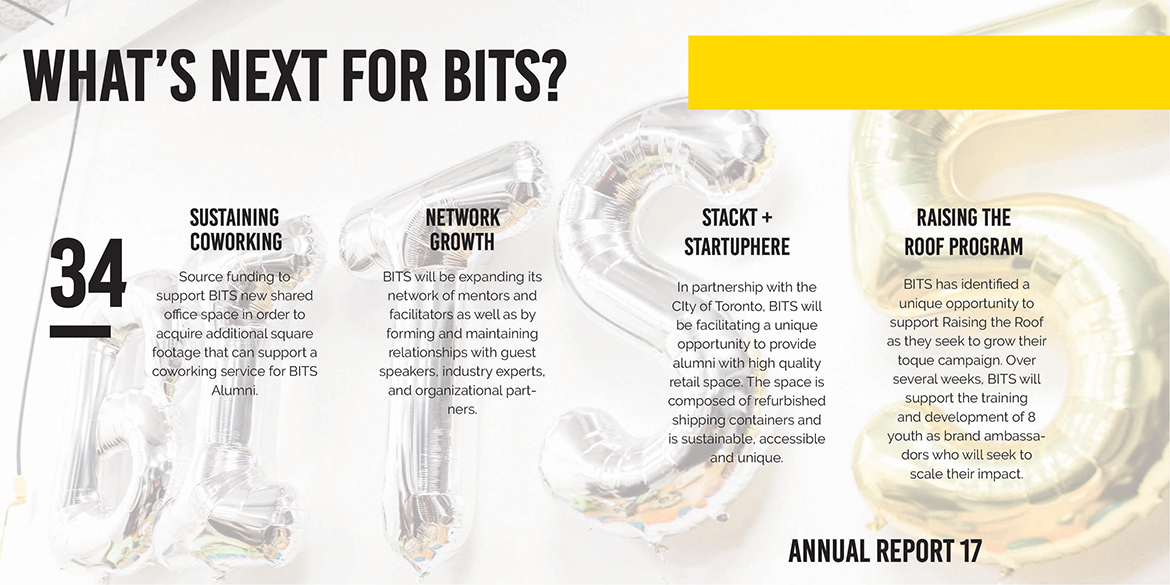 WHAT'S NEXT FOR BITS?
34
SUSTAINING
COWORKING
Source funding to
support BITS new shared
office space in order to
acquire additional square
footage that can support a
coworking service for BITS
Alumni.
NETWORK
GROWTH
BITS will be expanding its
network of mentors and
facilitators as well as by
forming and maintaining
relationships with guest
speakers, industry experts,
and organizational part-
ners.
STACKT +
STARTUPHERE
In partnership with the
CIty of Toronto, BITS will
be facilitating a unique
opportunity to provide
alumni with high quality
retail space. The space is
composed of refurbished
shipping containers and
is sustainable, accessible
and unique.
RAISING THE
ROOF PROGRAM
BITS has identified a
unique opportunity to
support Raising the Roof
as they seek to grow their
toque campaign. Over
several weeks, BITS will
support the training
and development of 8
youth as brand ambassa-
dors who will seek to
scale their impact.
ANNUAL REPORT 17
BITS5